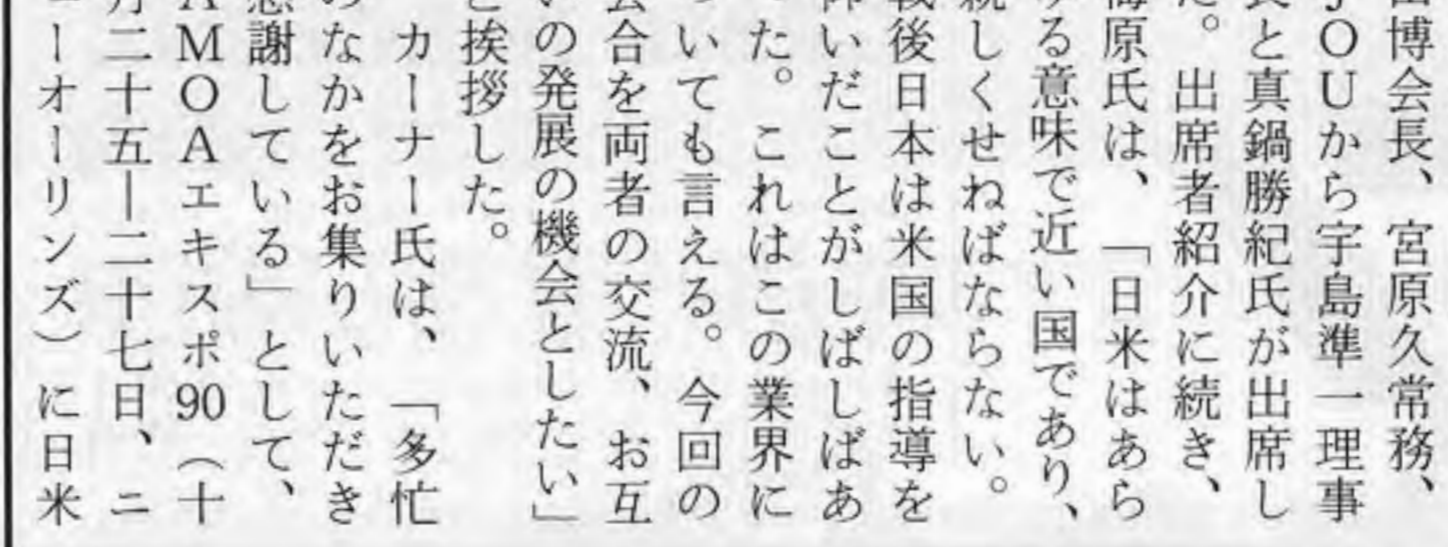 博会長、宮原久常務、
JOUから宇島準一理事
長と真鍋勝紀氏が出席し
た。出席者紹介に続き、
梅原氏は、「日米はあら
ゆる意味で近い国であり、
続しくせねばならない。
戦後日本は米国の指導を
仰いだことがしばしばあ
った。これはこの業界に
ついても言える。今回の
会合を両者の交流、お互
いの発展の機会としたい」
と挨拶した。
カーナー氏は、「多忙
のなかをお集りいただき
感謝している」として、
AMOAエキスポ90（十
月二十五―二十七日、ニ
ューオーリンズ）に日米